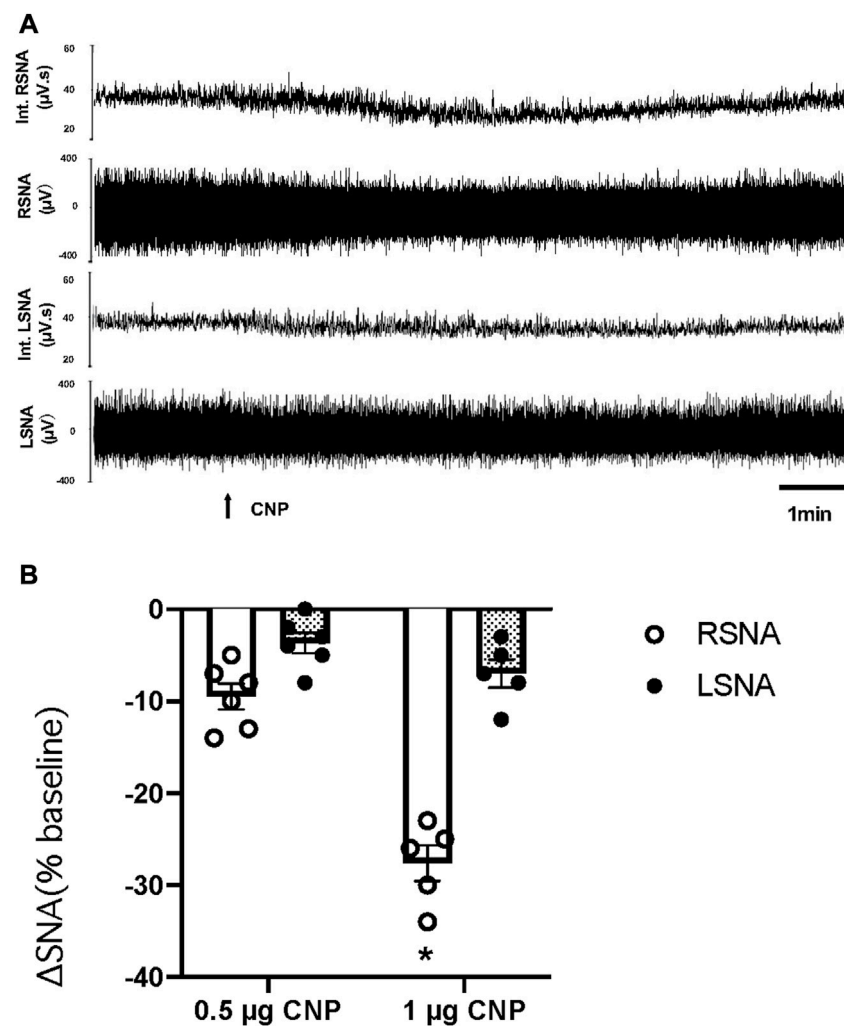 A
Int. RSNA
(µV.s)
60
40
20
RSNA
(µV)
400
0
-400
Int. LSNA
(µV.s)
60
40
20
LSNA
(µV)
400
0
-400
CNP
1min
B
ΔSNA(% baseline)
0
-10
-20
-30
-40
*
0.5 µg CNP
1 µg CNP
RSNA
LSNA